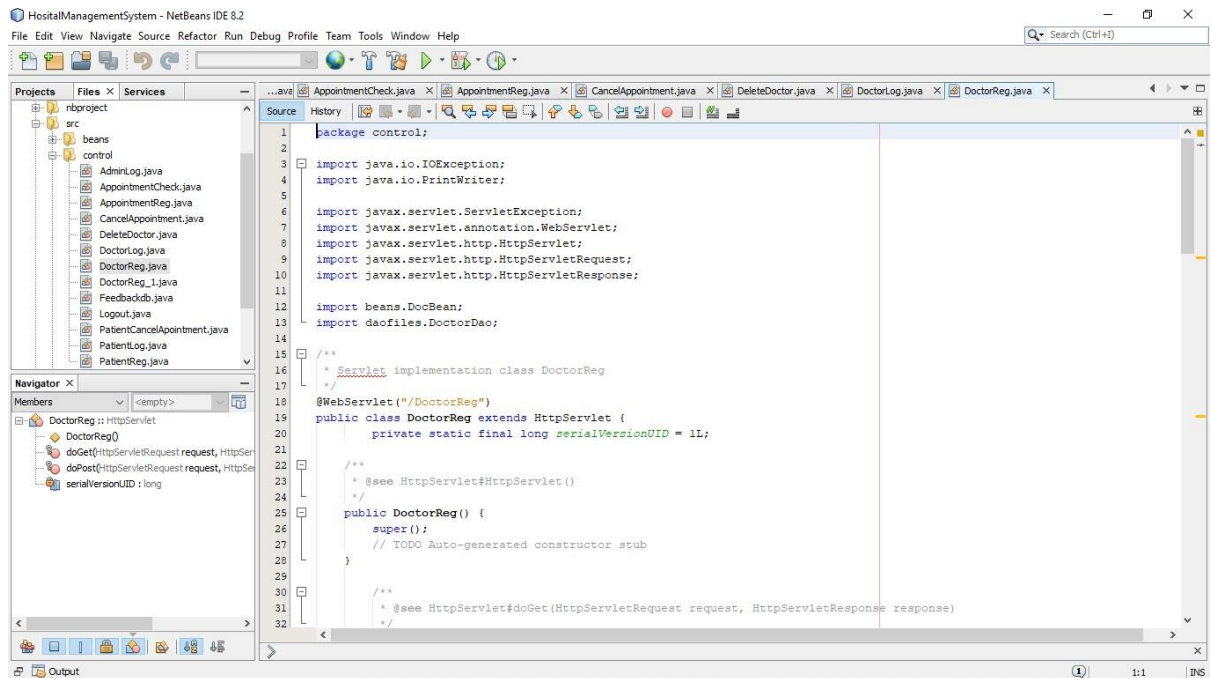 HositalManagementSystem - NetBeans IDE 8.2
File Edit View Navigate Source Refactor Run Debug Profile Team Tools Window Help
Search (Ctrl+I)
Projects Files Services
...ava AppointmentCheck.java AppointmentReg.java CancelAppointment.java DeleteDoctor.java DoctorLog.java DoctorReg.java
Source History
nbproject
src
beans
control
AdminLog.java
AppointmentCheck.java
AppointmentReg.java
CancelAppointment.java
DeleteDoctor.java
DoctorLog.java
DoctorReg.java
DoctorReg_1.java
Feedbackdb.java
Logout.java
PatientCancelApointment.java
PatientLog.java
PatientReg.java
Navigator
Members <empty>
DoctorReg :: HttpServlet
DoctorReg()
doGet(HttpServletRequest request, HttpSer
doPost(HttpServletRequest request, HttpSe
serialVersionUID : long
1 package control;
2
3 import java.io.IOException;
4 import java.io.PrintWriter;
5
6 import javax.servlet.ServletException;
7 import javax.servlet.annotation.WebServlet;
8 import javax.servlet.http.HttpServlet;
9 import javax.servlet.http.HttpServletRequest;
10 import javax.servlet.http.HttpServletResponse;
11
12 import beans.DocBean;
13 import daofiles.DoctorDao;
14
15 /**
16 * Servlet implementation class DoctorReg
17 */
18 @WebServlet("/DoctorReg")
19 public class DoctorReg extends HttpServlet {
20 private static final long serialVersionUID = 1L;
21
22 /**
23 * @see HttpServlet#HttpServlet()
24 */
25 public DoctorReg() {
26 super();
27 // TODO Auto-generated constructor stub
28 }
29
30 /**
31 * @see HttpServlet#doGet(HttpServletRequest request, HttpServletResponse response)
32 */
Output
1 1:1 INS